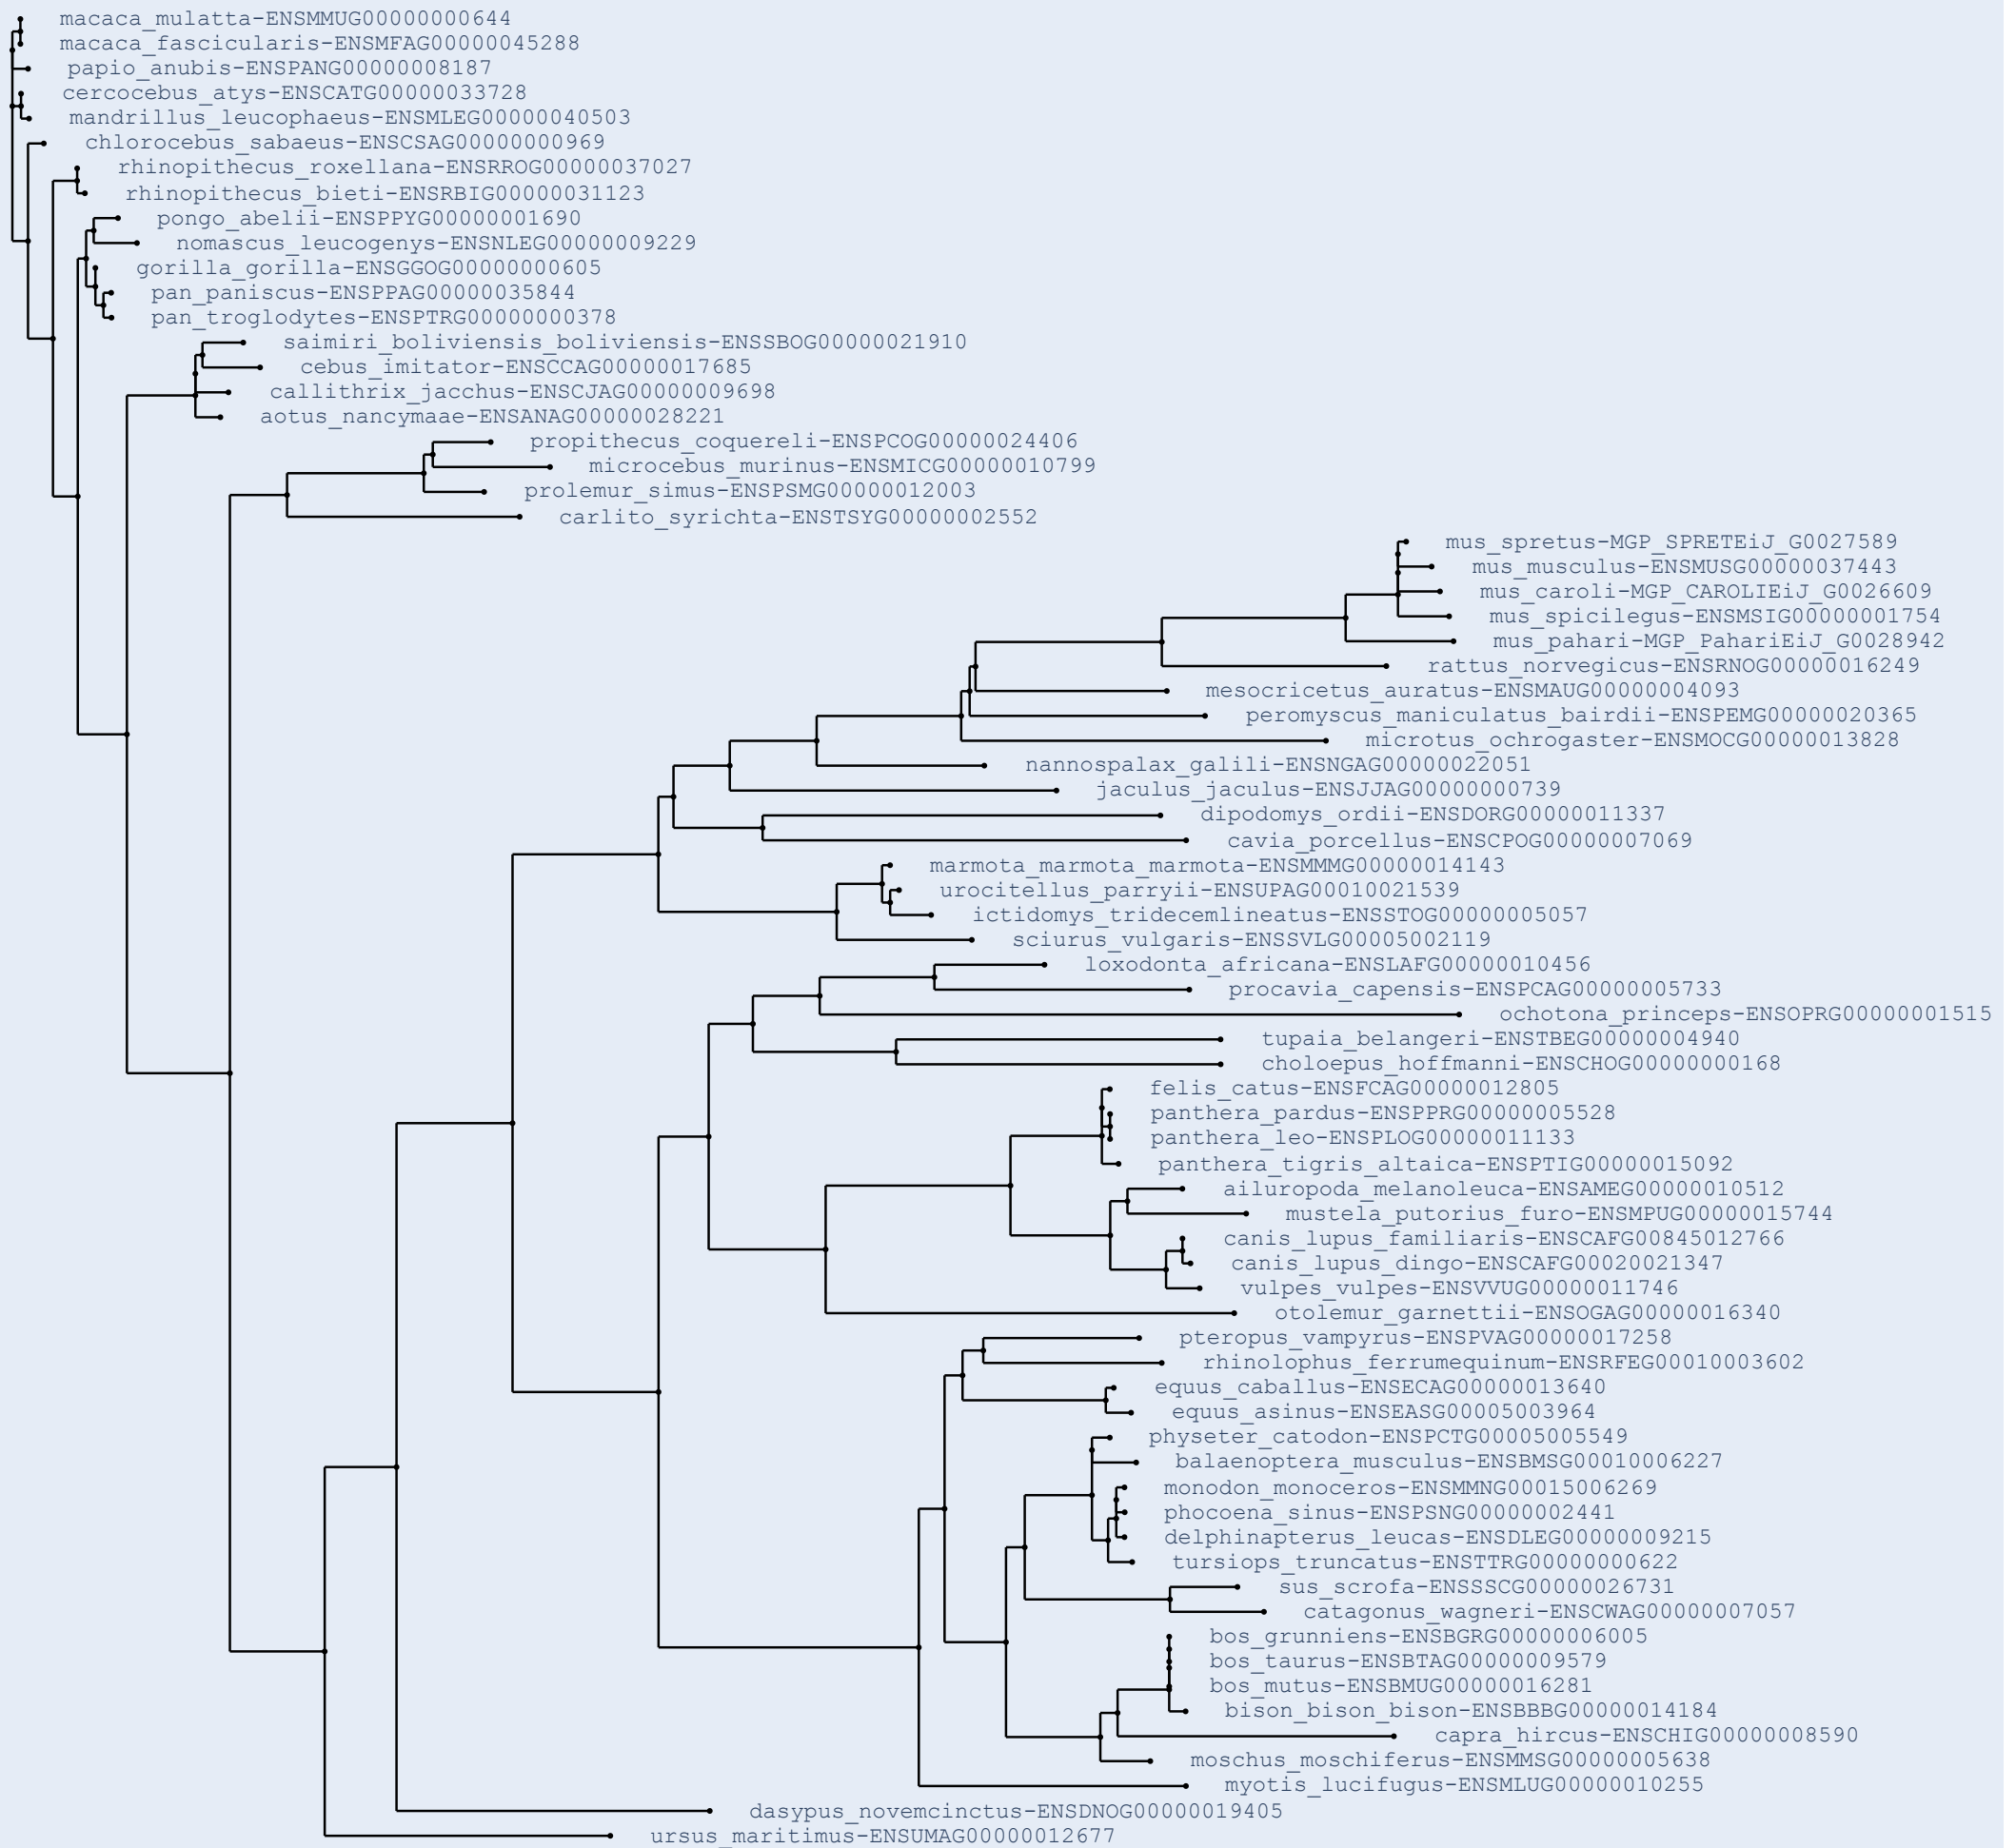 macaca_mulatta-ENSMMUG00000000644
macaca_fascicularis-ENSMFAG00000045288
papio_anubis-ENSPANG00000008187
cercocebus_atys-ENSCATG00000033728
mandrillus_leucophaeus-ENSMLEG00000040503
chlorocebus_sabaeus-ENSCSAG00000000969
rhinopithecus_roxellana-ENSRROG00000037027
rhinopithecus_bieti-ENSRBIG00000031123
pongo_abelii-ENSPPYG00000001690
nomascus_leucogenys-ENSNLEG00000009229
gorilla_gorilla-ENSGGOG00000000605
pan_paniscus-ENSPPAG00000035844
pan_troglodytes-ENSPTRG00000000378
saimiri_boliviensis_boliviensis-ENSSBOG00000021910
cebus_imitator-ENSCCAG00000017685
callithrix_jacchus-ENSCJAG00000009698
aotus_nancymaae-ENSANAG00000028221
propithecus_coquereli-ENSPCOG00000024406
microcebus_murinus-ENSMICG00000010799
prolemur_simus-ENSPSMG00000012003
carlito_syrichta-ENSTSYG00000002552
mus_spretus-MGP_SPRETEiJ_G0027589
mus_musculus-ENSMUSG00000037443
mus_caroli-MGP_CAROLIEiJ_G0026609
mus_spicilegus-ENSMSIG00000001754
mus_pahari-MGP_PahariEiJ_G0028942
rattus_norvegicus-ENSRNOG00000016249
mesocricetus_auratus-ENSMAUG00000004093
peromyscus_maniculatus_bairdii-ENSPEMG00000020365
microtus_ochrogaster-ENSMOCG00000013828
nannospalax_galili-ENSNGAG00000022051
jaculus_jaculus-ENSJJAG00000000739
dipodomys_ordii-ENSDORG00000011337
cavia_porcellus-ENSCPOG00000007069
marmota_marmota_marmota-ENSMMMG00000014143
urocitellus_parryii-ENSUPAG00010021539
ictidomys_tridecemlineatus-ENSSTOG00000005057
sciurus_vulgaris-ENSSVLG00005002119
loxodonta_africana-ENSLAFG00000010456
procavia_capensis-ENSPCAG00000005733
ochotona_princeps-ENSOPRG00000001515
tupaia_belangeri-ENSTBEG00000004940
choloepus_hoffmanni-ENSCHOG00000000168
felis_catus-ENSFCAG00000012805
panthera_pardus-ENSPPRG00000005528
panthera_leo-ENSPLOG00000011133
panthera_tigris_altaica-ENSPTIG00000015092
ailuropoda_melanoleuca-ENSAMEG00000010512
mustela_putorius_furo-ENSMPUG00000015744
canis_lupus_familiaris-ENSCAFG00845012766
canis_lupus_dingo-ENSCAFG00020021347
vulpes_vulpes-ENSVVUG00000011746
otolemur_garnettii-ENSOGAG00000016340
pteropus_vampyrus-ENSPVAG00000017258
rhinolophus_ferrumequinum-ENSRFEG00010003602
equus_caballus-ENSECAG00000013640
equus_asinus-ENSEASG00005003964
physeter_catodon-ENSPCTG00005005549
balaenoptera_musculus-ENSBMSG00010006227
monodon_monoceros-ENSMMNG00015006269
phocoena_sinus-ENSPSNG00000002441
delphinapterus_leucas-ENSDLEG00000009215
tursiops_truncatus-ENSTTRG00000000622
sus_scrofa-ENSSSCG00000026731
catagonus_wagneri-ENSCWAG00000007057
bos_grunniens-ENSBGRG00000006005
bos_taurus-ENSBTAG00000009579
bos_mutus-ENSBMUG00000016281
bison_bison_bison-ENSBBBG00000014184
capra_hircus-ENSCHIG00000008590
moschus_moschiferus-ENSMMSG00000005638
myotis_lucifugus-ENSMLUG00000010255
dasypus_novemcinctus-ENSDNOG00000019405
ursus_maritimus-ENSUMAG00000012677